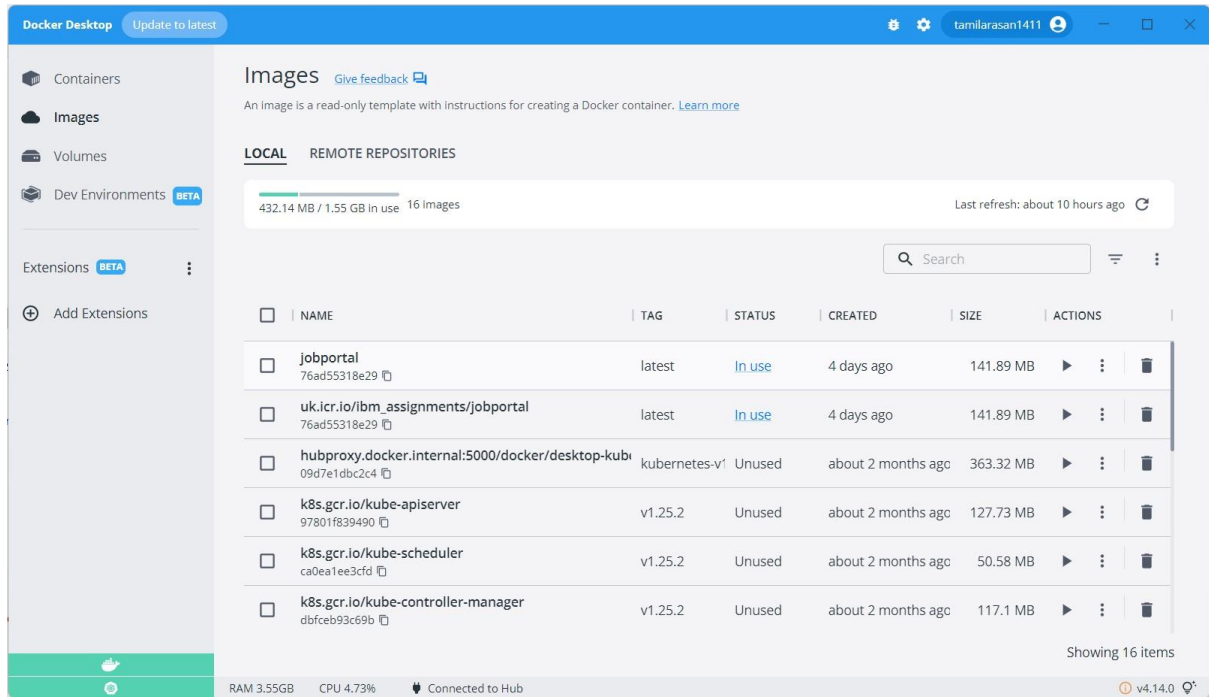 Docker Desktop Update to latest tamilarasan1411
Containers
Images
Volumes
Dev Environments BETA
Extensions BETA
Add Extensions
Images Give feedback
An image is a read-only template with instructions for creating a Docker container. Learn more
LOCAL REMOTE REPOSITORIES
432.14 MB / 1.55 GB in use 16 images Last refresh: about 10 hours ago
Search
NAME TAG STATUS CREATED SIZE ACTIONS
jobportal
76ad55318e29 latest In use 4 days ago 141.89 MB
uk.icr.io/ibm_assignments/jobportal
76ad55318e29 latest In use 4 days ago 141.89 MB
hubproxy.docker.internal:5000/docker/desktop-kube
09d7e1dbc2c4 kubernetes-v1 Unused about 2 months ago 363.32 MB
k8s.gcr.io/kube-apiserver
97801f839490 v1.25.2 Unused about 2 months ago 127.73 MB
k8s.gcr.io/kube-scheduler
ca0ea1ee3cfd v1.25.2 Unused about 2 months ago 50.58 MB
k8s.gcr.io/kube-controller-manager
dbfceb93c69b v1.25.2 Unused about 2 months ago 117.1 MB
Showing 16 items
RAM 3.55GB CPU 4.73% Connected to Hub v4.14.0